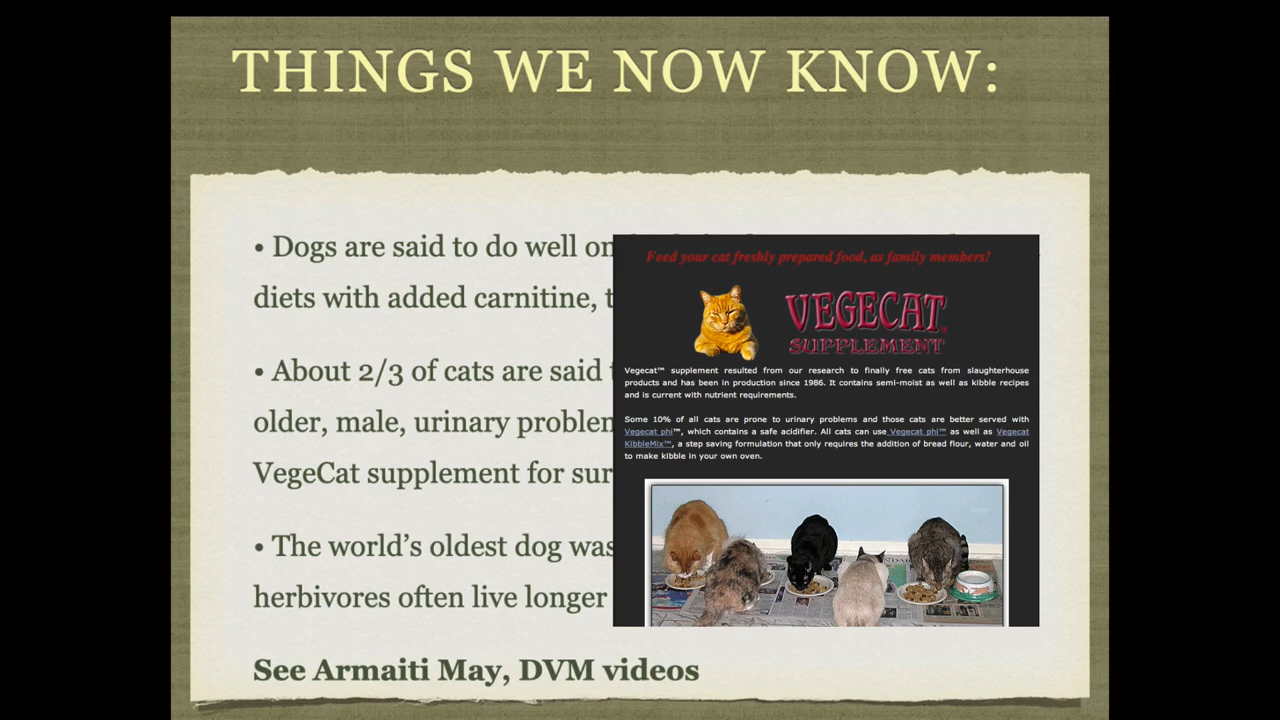 THINGS WE NOW KNOW:
• Dogs are said to do well on
diets with added carnitine,
• About 2/3 of cats are said
older, male, urinary
VegeCat supplement for
• The world's oldest dog was
herbivores often live longer
See Armaiti May, DVM videos
Feed your cat freshly prepared food, as family members!
VEGECAT
SUPPLEMENT
Vegecat™ supplement resulted from our research to finally free cats from slaughterhouse
products and has been in production since 1986. It contains semi-moist as well as kibble recipes
and is current with nutrient requirements.
Some 10% of all cats are prone to urinary problems and those cats are better served with
Vegecat phi™, which contains a safe acidifier. All cats can use Vegecat phi™ as well as Vegecat
KibbleMix™, a step saving formulation that only requires the addition of bread flour, water and oil
to make kibble in your own oven.